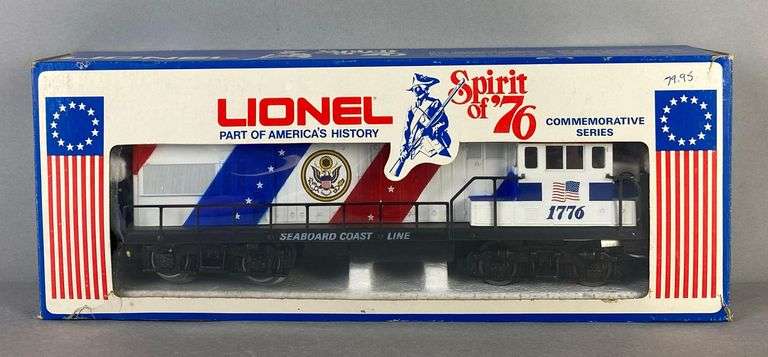 LIONEL
PART OF AMERICA'S HISTORY
Spirit
of '76
COMMEMORATIVE
SERIES
79.95
SEABOARD COAST LINE
1776